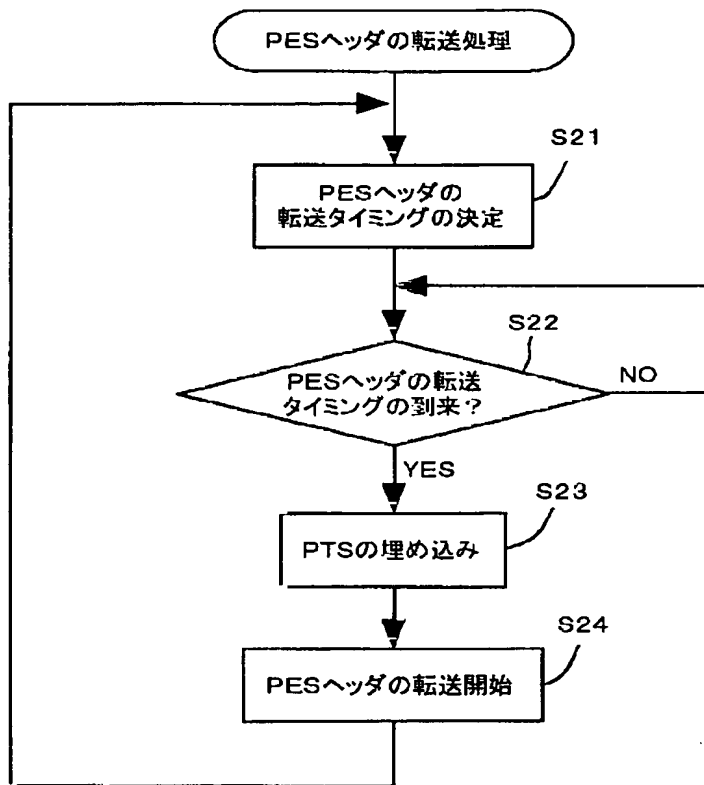 PESヘッダの転送処理
S21
PESヘッダの
転送タイミングの決定
S22
PESヘッダの転送
タイミングの到来？
NO
YES
S23
PTSの埋め込み
S24
PESヘッダの転送開始